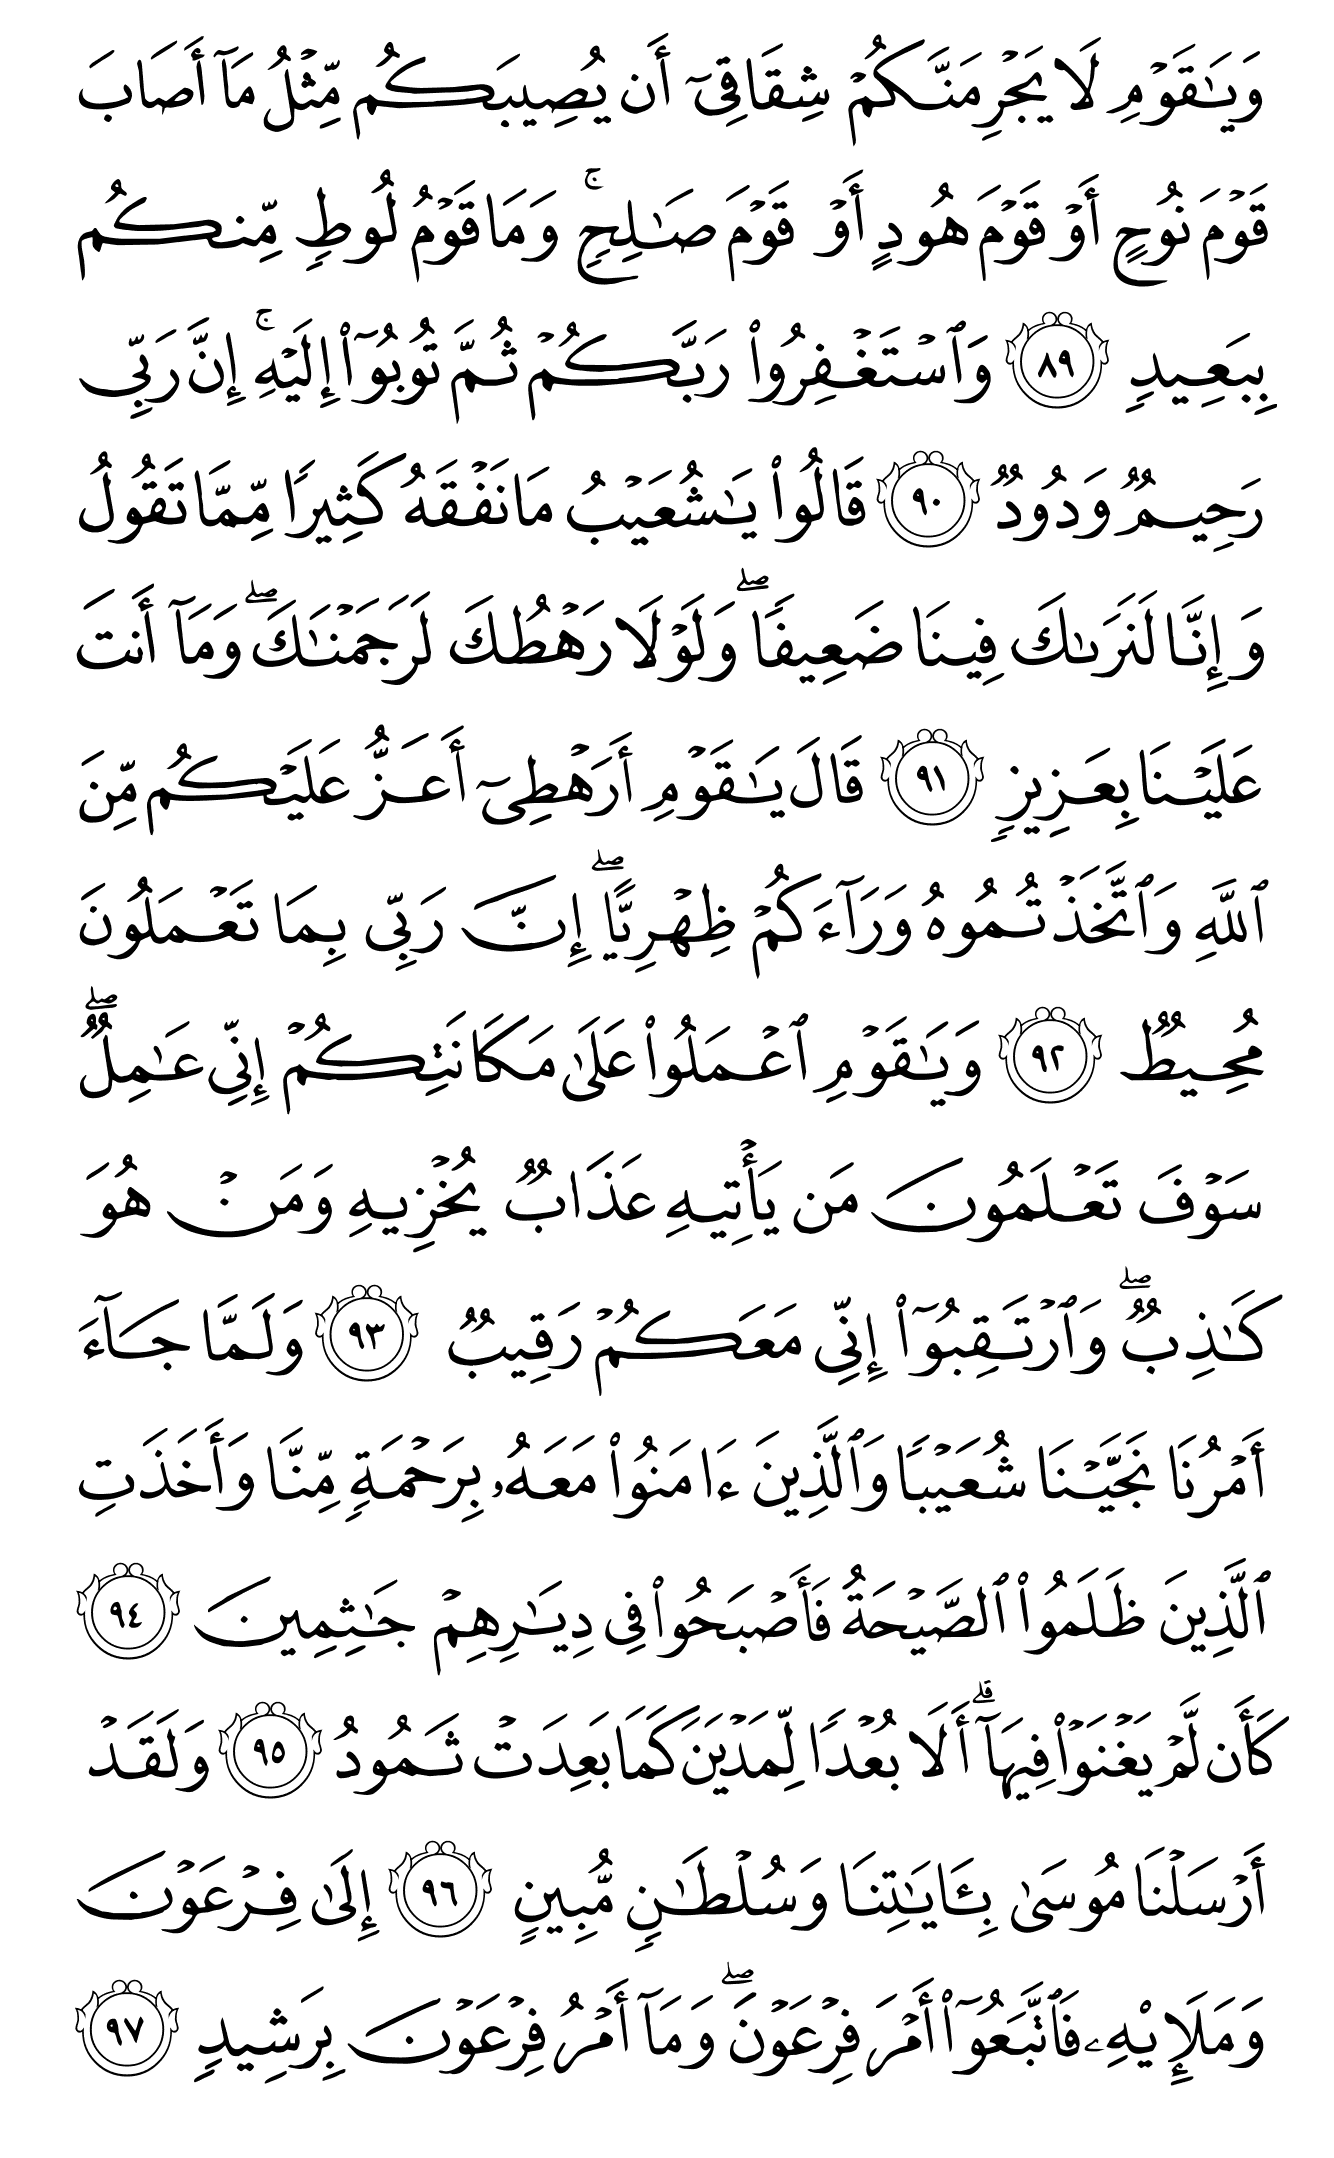 وَيَـٰقَوْمِ لَا يَجْرِمَنَّكُمْ شِقَاقِىٓ أَن يُصِيبَكُم مِّثْلُ مَآ أَصَابَ
قَوْمَ نُوحٍ أَوْ قَوْمَ هُودٍ أَوْ قَوْمَ صَـٰلِحٍۢ ۚ وَمَا قَوْمُ لُوطٍۢ مِّنكُم
بِبَعِيدٍۢ ٨٩ وَٱسْتَغْفِرُوا۟ رَبَّكُمْ ثُمَّ تُوبُوٓا۟ إِلَيْهِ ۚ إِنَّ رَبِّى
رَحِيمٌۭ وَدُودٌۭ ٩٠ قَالُوا۟ يَـٰشُعَيْبُ مَا نَفْقَهُ كَثِيرًۭا مِّمَّا تَقُولُ
وَإِنَّا لَنَرَىٰكَ فِينَا ضَعِيفًۭا ۖ وَلَوْلَا رَهْطُكَ لَرَجَمْنَـٰكَ ۖ وَمَآ أَنتَ
عَلَيْنَا بِعَزِيزٍۢ ٩١ قَالَ يَـٰقَوْمِ أَرَهْطِىٓ أَعَزُّ عَلَيْكُم مِّنَ
ٱللَّهِ وَٱتَّخَذْتُمُوهُ وَرَآءَكُمْ ظِهْرِيًّا ۖ إِنَّ رَبِّى بِمَا تَعْمَلُونَ
مُحِيطٌۭ ٩٢ وَيَـٰقَوْمِ ٱعْمَلُوا۟ عَلَىٰ مَكَانَتِكُمْ إِنِّى عَـٰمِلٌۭ ۖ
سَوْفَ تَعْلَمُونَ مَن يَأْتِيهِ عَذَابٌۭ يُخْزِيهِ وَمَنْ هُوَ
كَـٰذِبٌۭ ۖ وَٱرْتَقِبُوٓا۟ إِنِّى مَعَكُمْ رَقِيبٌۭ ٩٣ وَلَمَّا جَآءَ
أَمْرُنَا نَجَّيْنَا شُعَيْبًۭا وَٱلَّذِينَ ءَامَنُوا۟ مَعَهُۥ بِرَحْمَةٍۢ مِّنَّا وَأَخَذَتِ
ٱلَّذِينَ ظَلَمُوا۟ ٱلصَّيْحَةُ فَأَصْبَحُوا۟ فِى دِيَـٰرِهِمْ جَـٰثِمِينَ ٩٤
كَأَن لَّمْ يَغْنَوْا۟ فِيهَآ ۗ أَلَا بُعْدًۭا لِّمَدْيَنَ كَمَا بَعِدَتْ ثَمُودُ ٩٥ وَلَقَدْ
أَرْسَلْنَا مُوسَىٰ بِـَٔايَـٰتِنَا وَسُلْطَـٰنٍۢ مُّبِينٍ ٩٦ إِلَىٰ فِرْعَوْنَ
وَمَلَإِي۟هِۦ فَٱتَّبَعُوٓا۟ أَمْرَ فِرْعَوْنَ ۖ وَمَآ أَمْرُ فِرْعَوْنَ بِرَشِيدٍۢ ٩٧